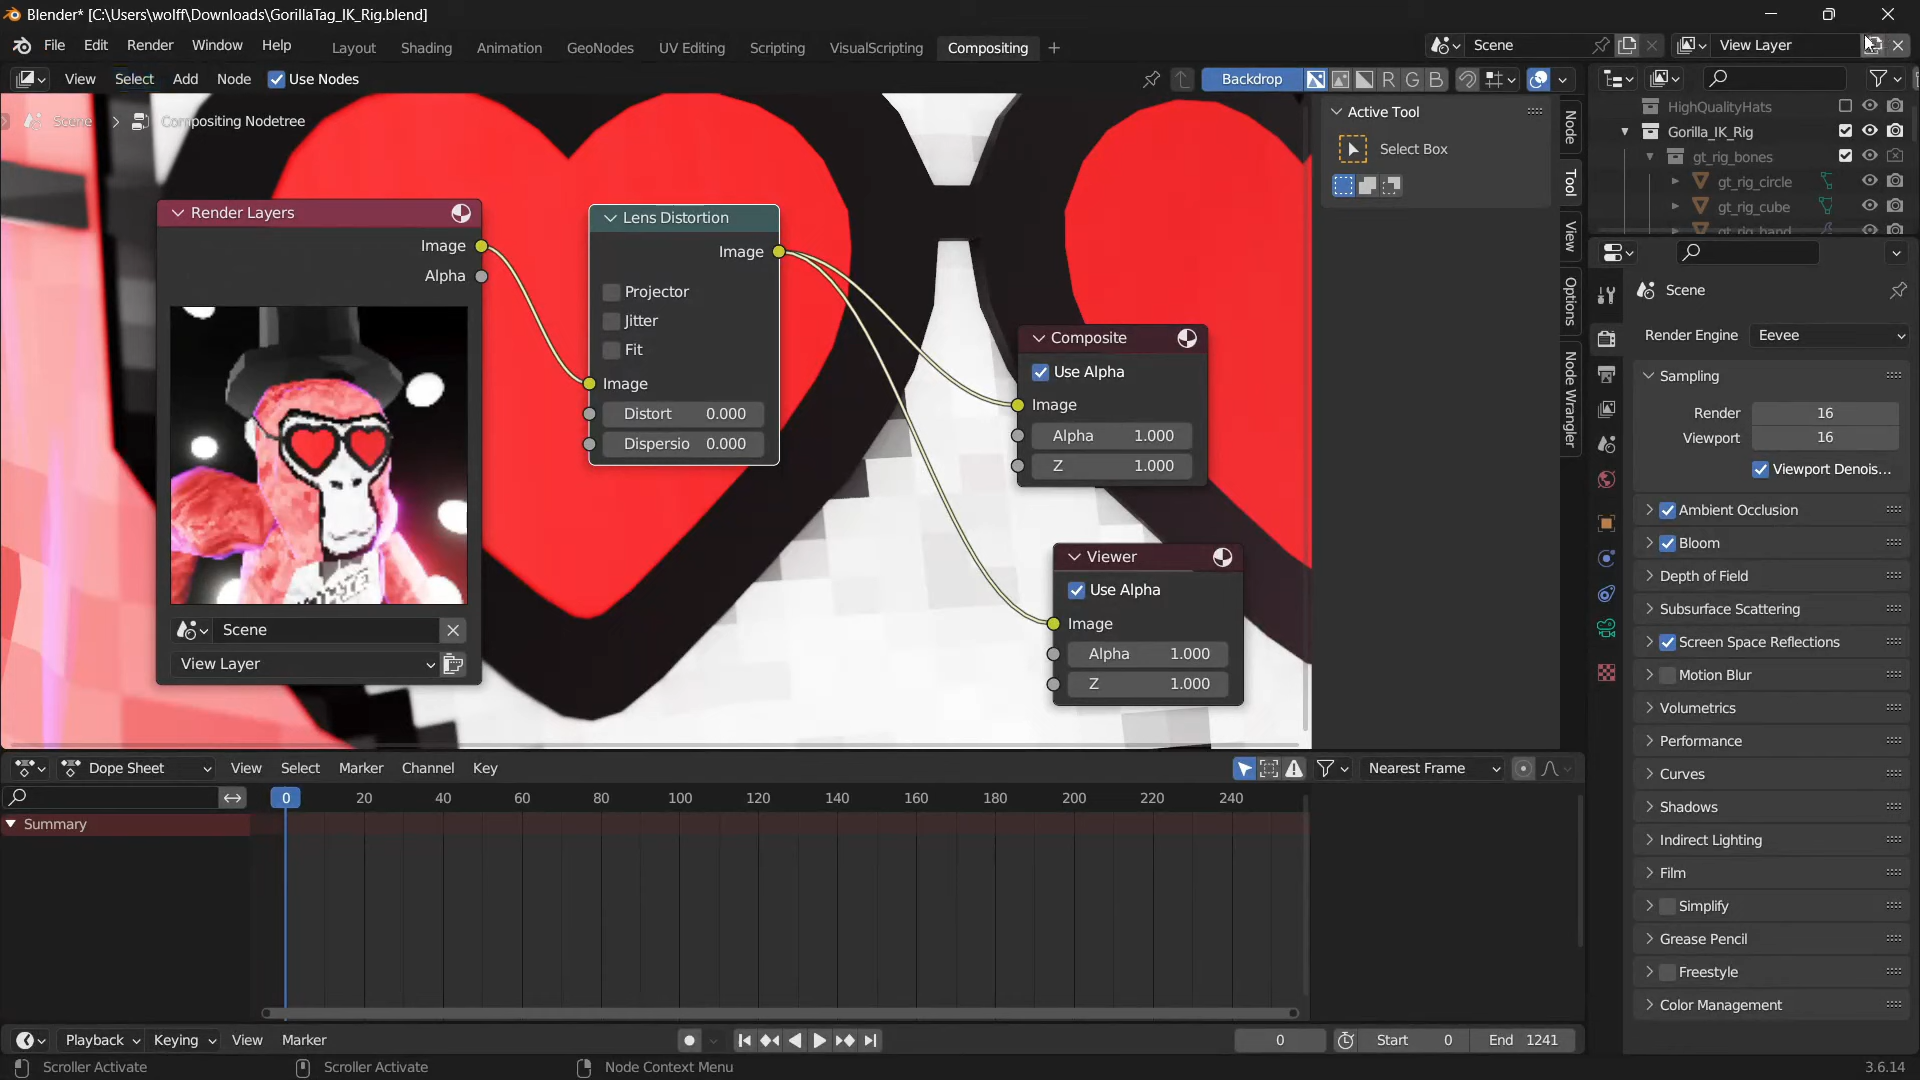 Blender* [C:\Users\wolff\Downloads\GorillaTag_IK_Rig.blend]
File Edit Render Window Help Layout Shading Animation GeoNodes UV Editing Scripting VisualScripting Compositing Scene View Layer
View Select Add Node Use Nodes Backdrop R G B
Scene Compositing Nodetree
Active Tool
Select Box
Node
Tool
View
Options
Node Wrangler
Render Layers
Image
Alpha
Scene
View Layer
Lens Distortion
Image
Projector
Jitter
Fit
Image
Distort 0.000
Dispersio 0.000
Composite
Use Alpha
Image
Alpha 1.000
Z 1.000
Viewer
Use Alpha
Image
Alpha 1.000
Z 1.000
HighQualityHats
Gorilla_IK_Rig
gt_rig_bones
gt_rig_circle
gt_rig_cube
gt_rig_hand
Scene
Render Engine Eevee
Sampling
Render 16
Viewport 16
Viewport Denois...
Ambient Occlusion
Bloom
Depth of Field
Subsurface Scattering
Screen Space Reflections
Motion Blur
Volumetrics
Performance
Curves
Shadows
Indirect Lighting
Film
Simplify
Grease Pencil
Freestyle
Color Management
Dope Sheet View Select Marker Channel Key Nearest Frame
0 20 40 60 80 100 120 140 160 180 200 220 240
Summary
Playback Keying View Marker 0 Start 0 End 1241
Scroller Activate Scroller Activate Node Context Menu 3.6.14